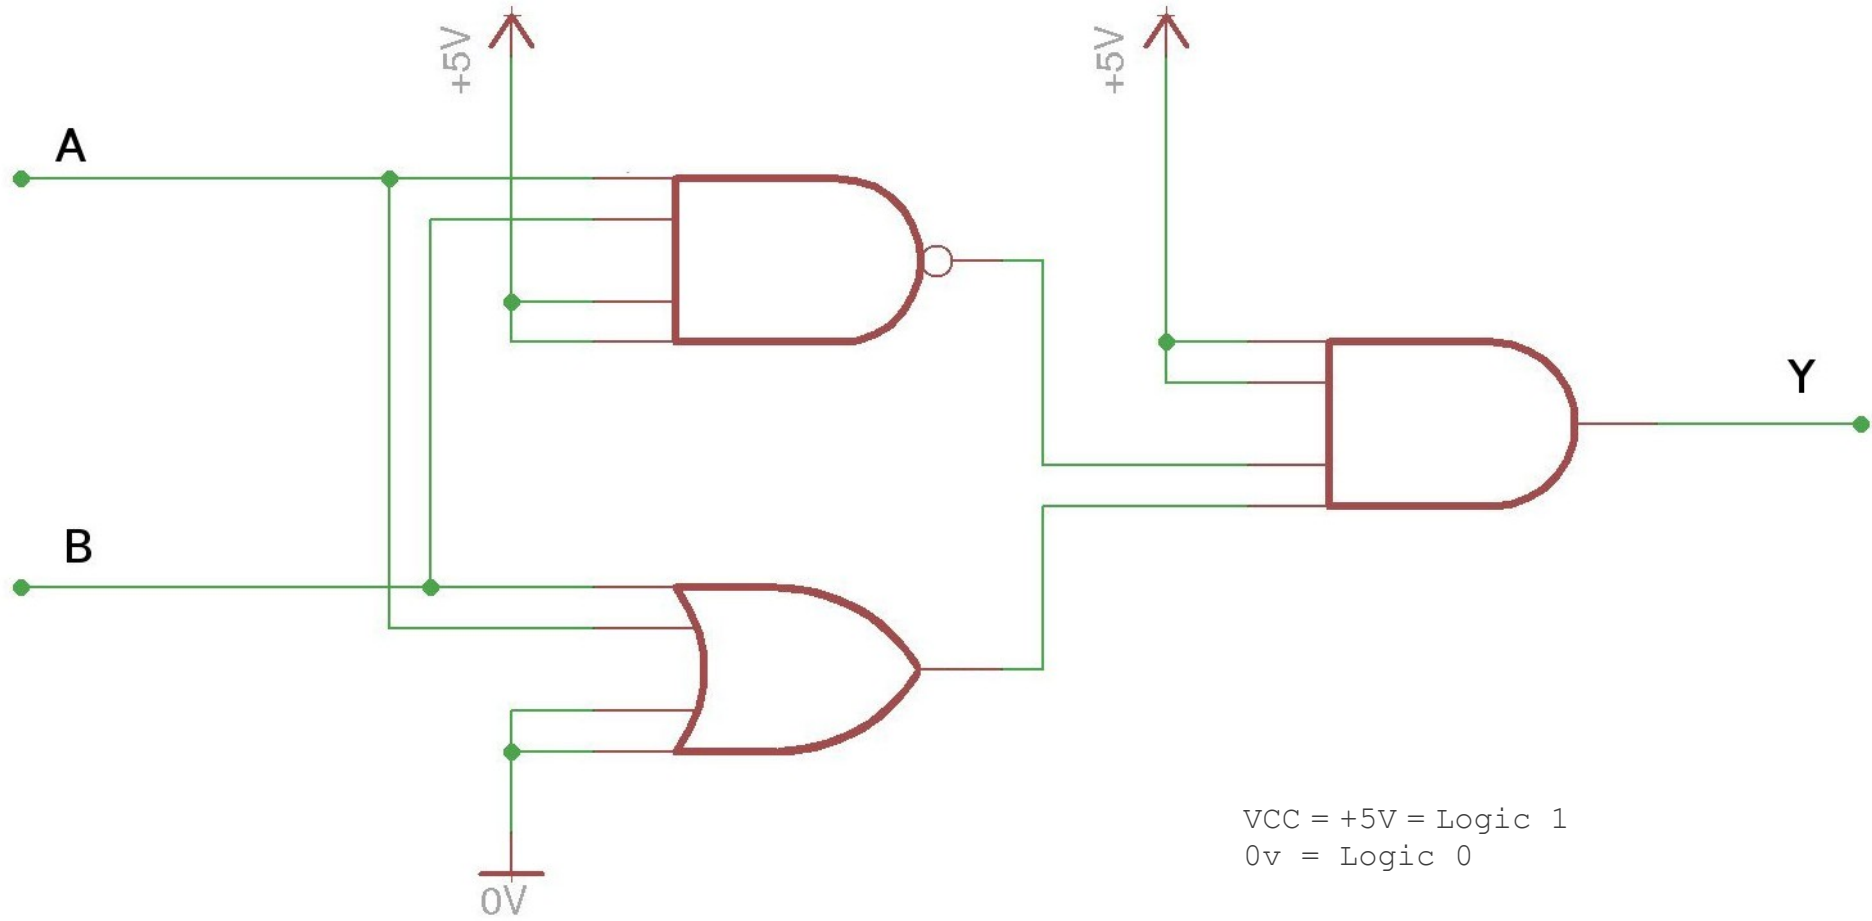 +5V
+5V
A
Y
B
VCC = +5V = Logic 1
0v = Logic 0
0V